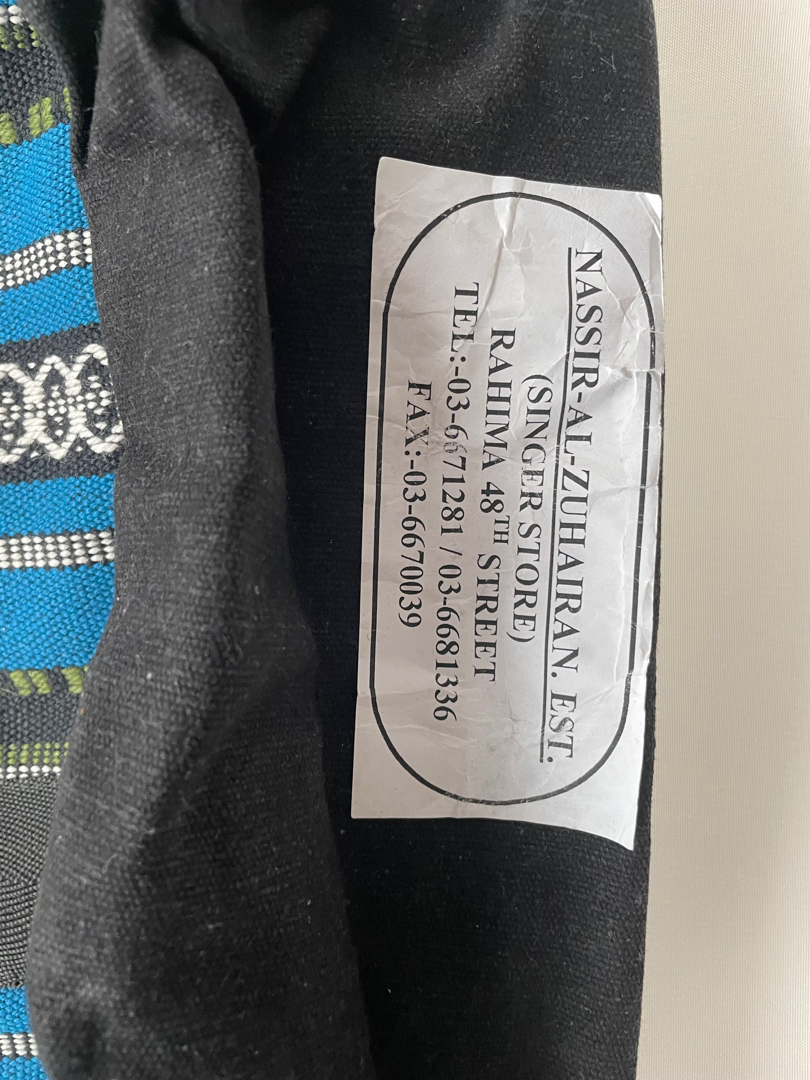 NASSIR-AL-ZUHAIRAN. EST.
(SINGER STORE)
RAHIMA 48TH STREET
TEL:-03-6671281 / 03-6681336
FAX:-03-6670039